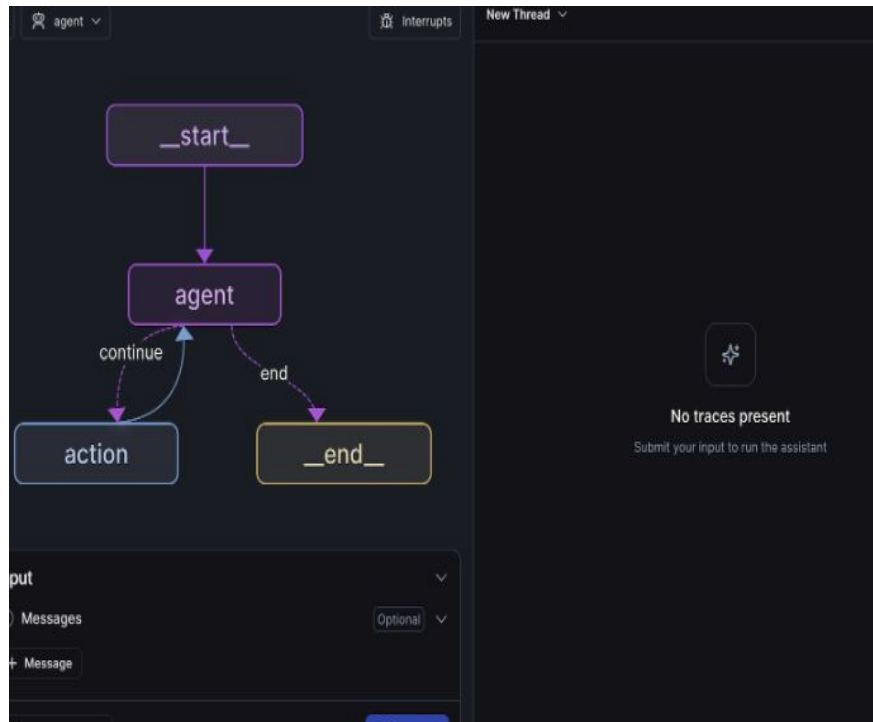 agent
Interrupts
New Thread
__start__
agent
continue
end
action
__end__
No traces present
Submit your input to run the assistant
put
Messages
Optional
+ Message